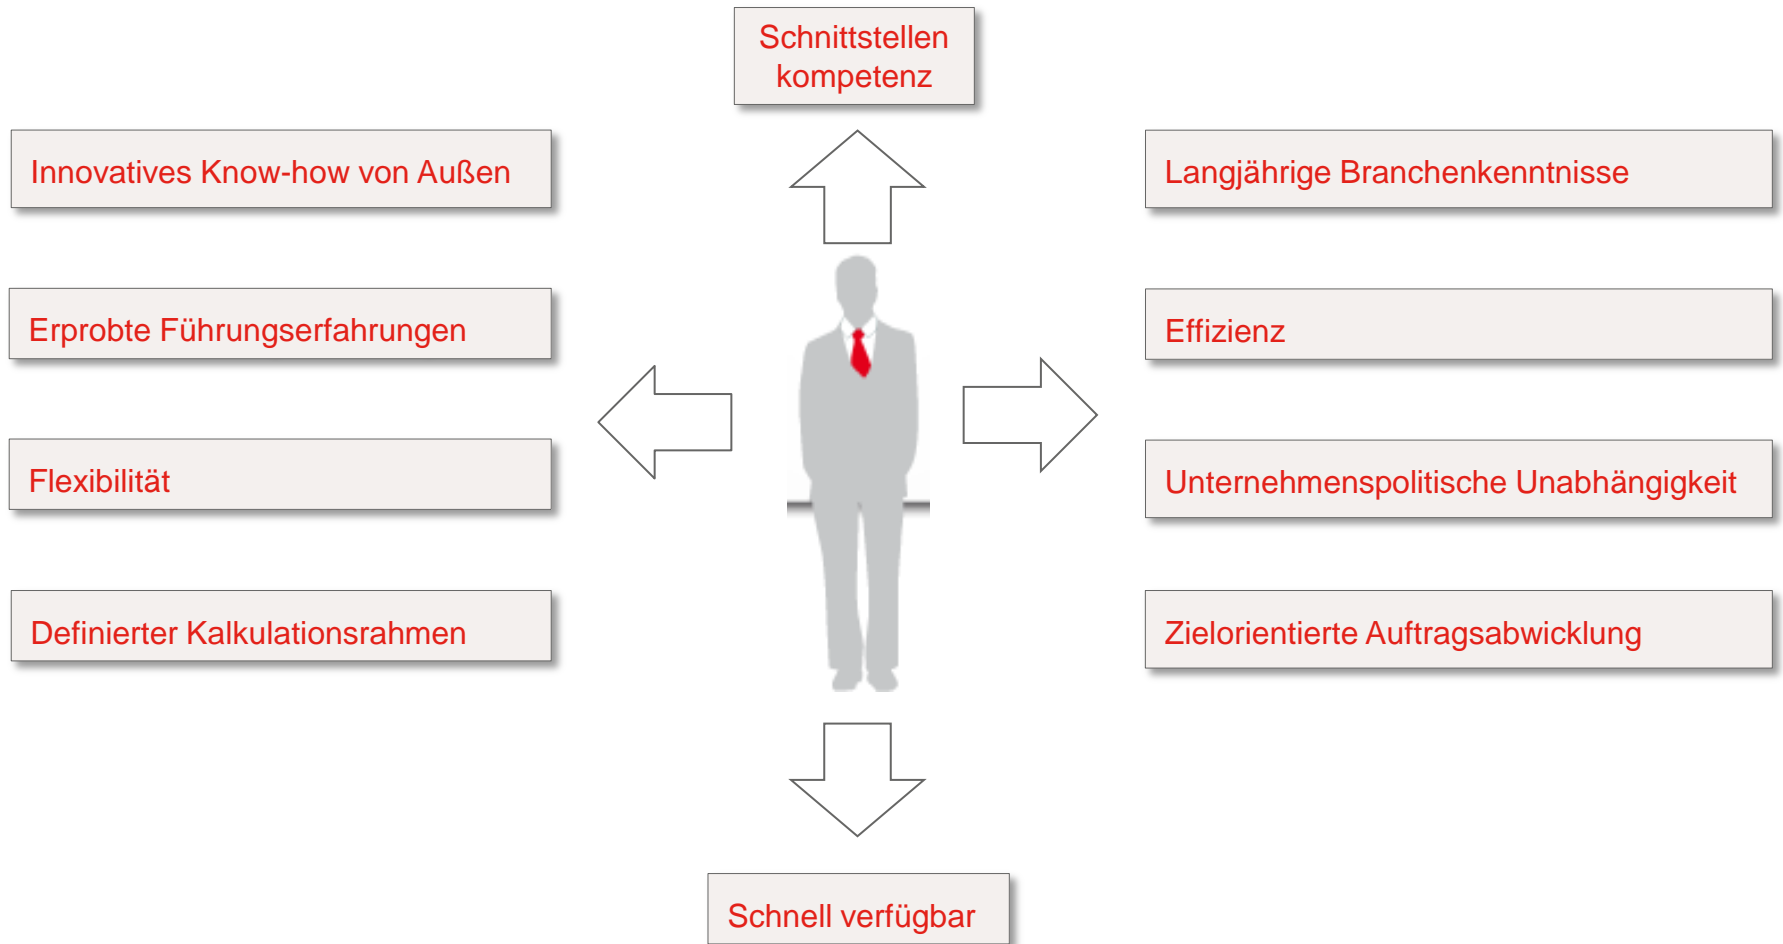 Schnittstellen
kompetenz
Innovatives Know-how von Außen
Langjährige Branchenkenntnisse
Erprobte Führungserfahrungen
Effizienz
Flexibilität
Unternehmenspolitische Unabhängigkeit
Definierter Kalkulationsrahmen
Zielorientierte Auftragsabwicklung
Schnell verfügbar